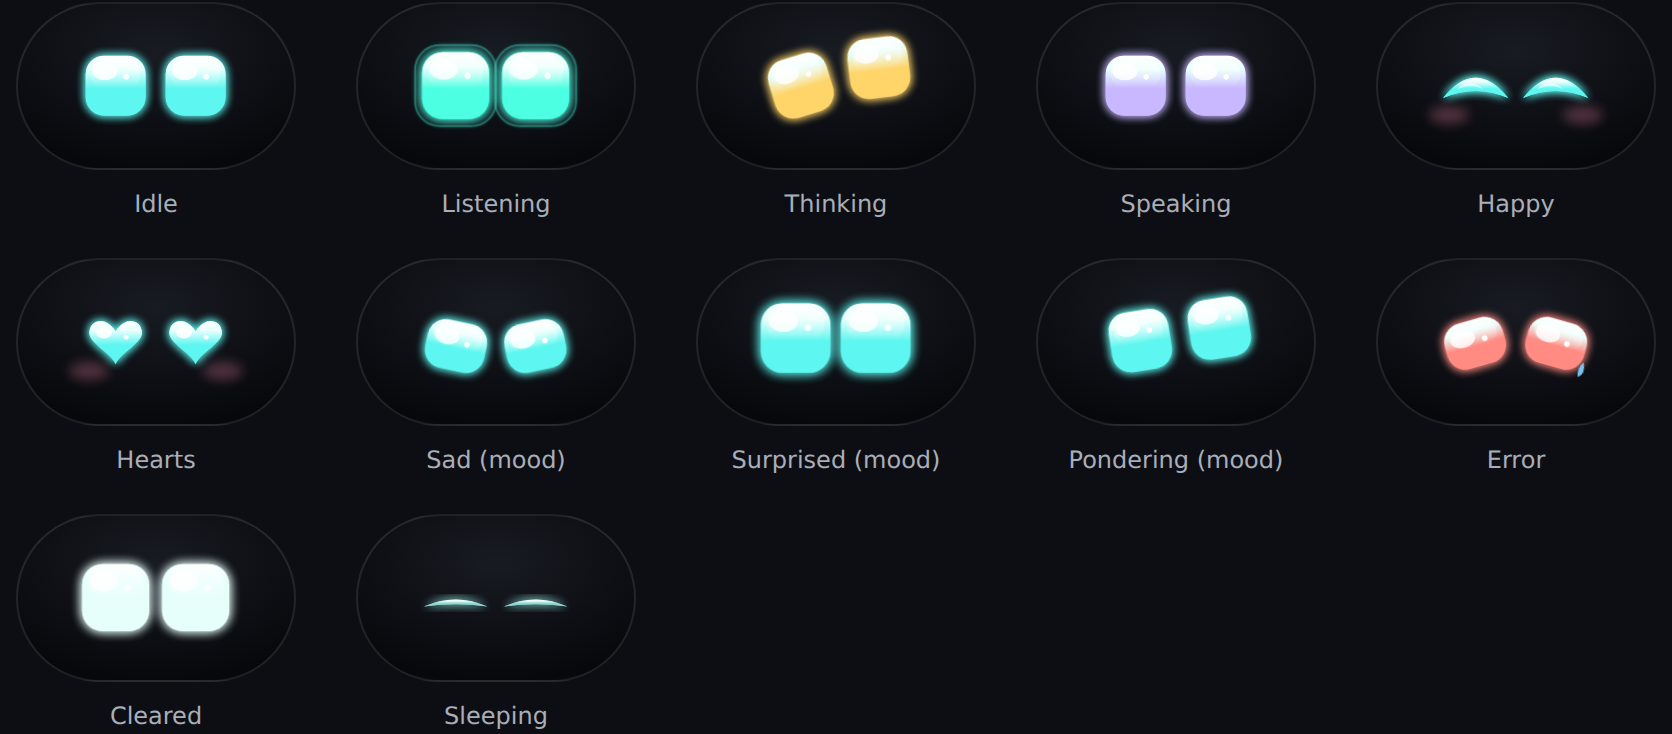 Idle
Listening
Thinking
Speaking
Happy
Hearts
Sad (mood)
Surprised (mood)
Pondering (mood)
Error
Cleared
Sleeping